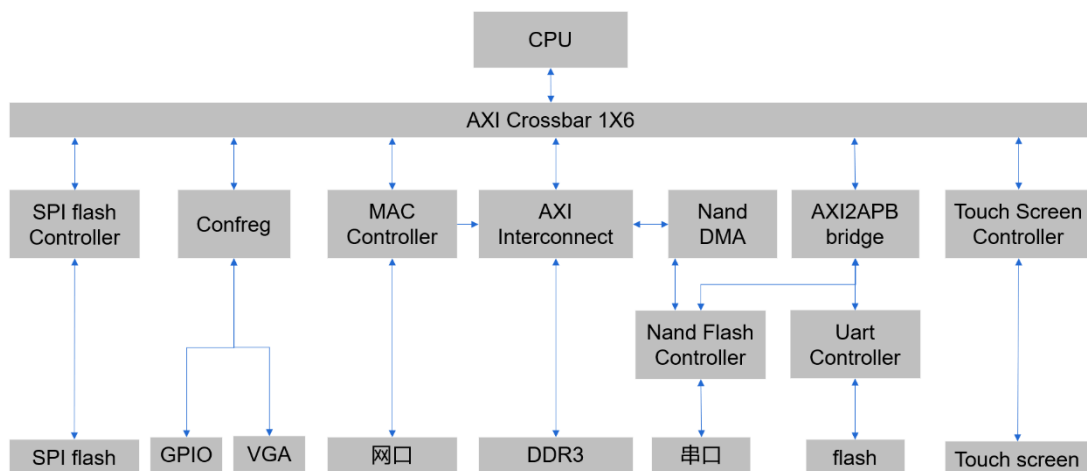 CPU
AXI Crossbar 1X6
SPI flash
Controller
Confreg
MAC
Controller
AXI
Interconnect
Nand
DMA
AXI2APB
bridge
Touch Screen
Controller
Nand Flash
Controller
Uart
Controller
SPI flash
GPIO
VGA
网口
DDR3
串口
flash
Touch screen